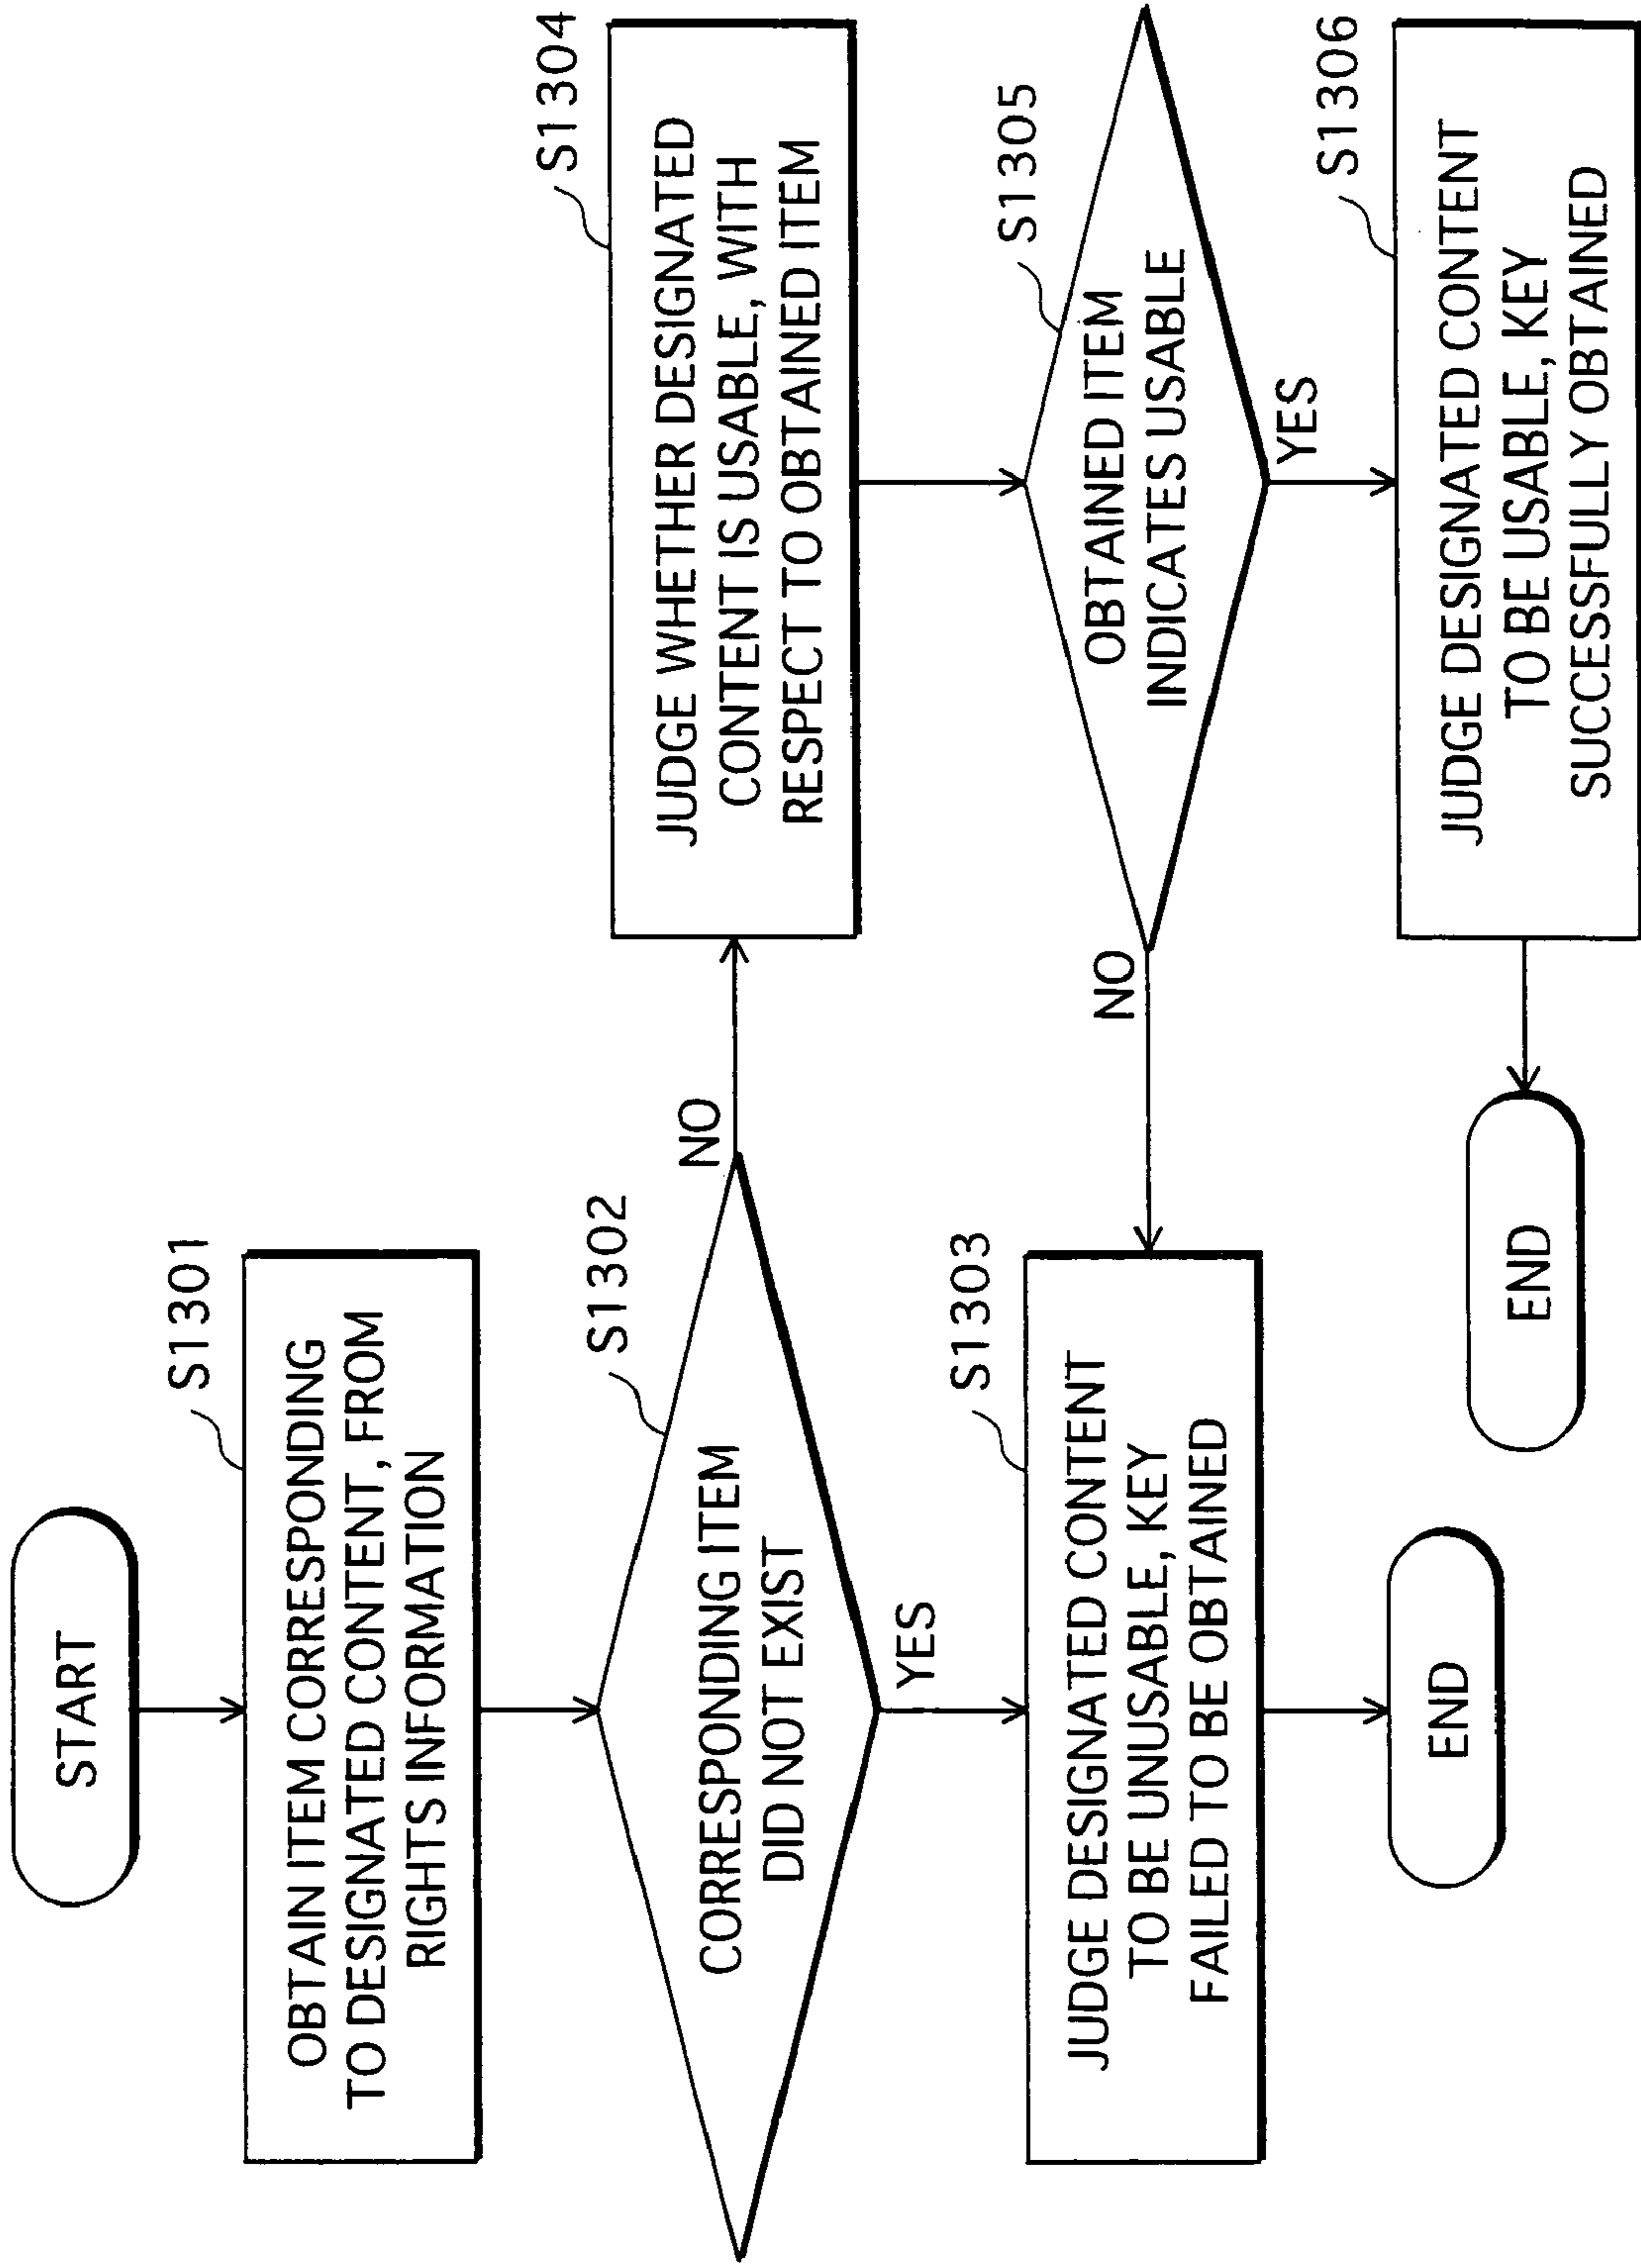 START
S1301
OBTAIN ITEM CORRESPONDING
TO DESIGNATED CONTENT, FROM
RIGHTS INFORMATION
S1302
CORRESPONDING ITEM
DID NOT EXIST
NO
YES
S1303
JUDGE DESIGNATED CONTENT
TO BE UNUSABLE, KEY
FAILED TO BE OBTAINED
END
S1304
JUDGE WHETHER DESIGNATED
CONTENT IS USABLE, WITH
RESPECT TO OBTAINED ITEM
S1305
OBTAINED ITEM
INDICATES USABLE
NO
YES
S1306
JUDGE DESIGNATED CONTENT
TO BE USABLE, KEY
SUCCESSFULLY OBTAINED
END